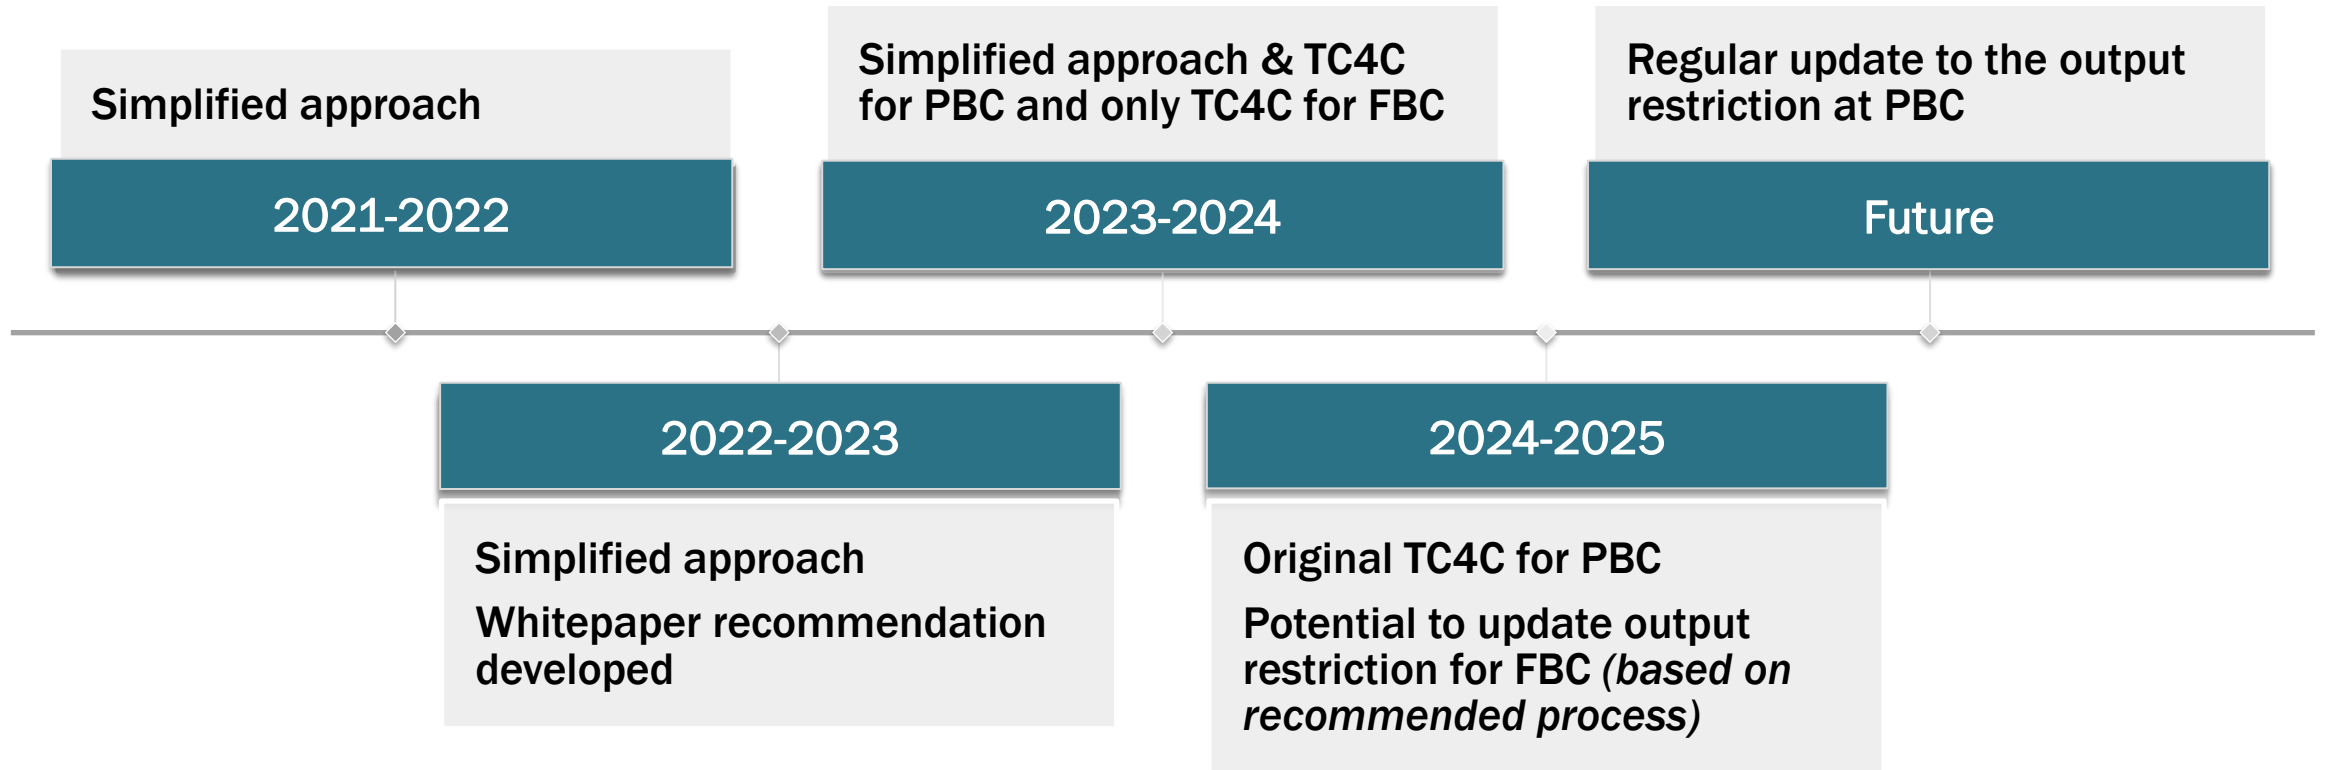 Simplified approach
2021-2022
Simplified approach
Whitepaper recommendation
developed
2022-2023
Simplified approach & TC4C
for PBC and only TC4C for FBC
2023-2024
2024-2025
Original TC4C for PBC
Potential to update output
restriction for FBC (based on
recommended process)
Regular update to the output
restriction at PBC
Future